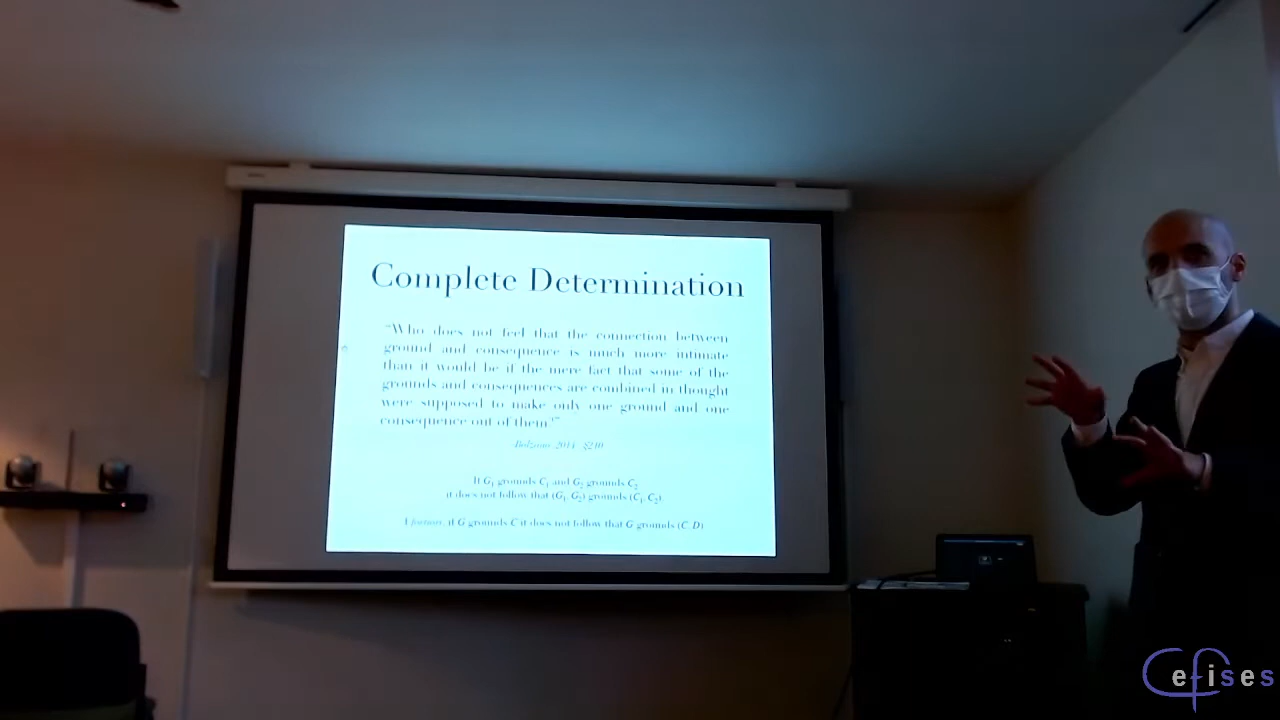 Complete Determination
"Who does not feel that the connection between
ground and consequence is much more intimate
than it would be if the mere fact that some of the
grounds and consequences are combined in thought
were supposed to make only one ground and one
consequence out of them?"
Bolzano 2014 §210
If G₁ grounds C₁ and G₂ grounds C₂
it does not follow that (G₁, G₂) grounds (C₁, C₂)
A fortiori, if G grounds C it does not follow that G grounds (C, D)
Cefises